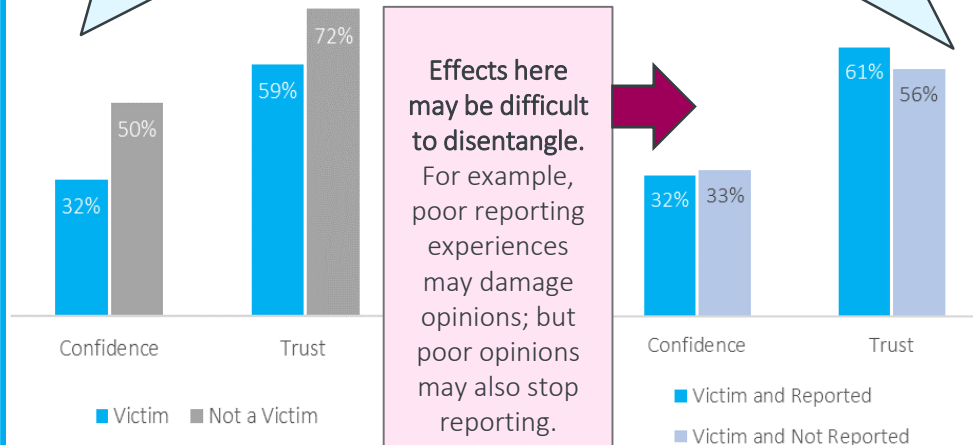 32%
50%
59%
72%
Confidence
Trust
Victim
Not a Victim
Effects here
may be difficult
to disentangle.
For example,
poor reporting
experiences
may damage
opinions; but
poor opinions
may also stop
reporting.
32%
33%
61%
56%
Confidence
Trust
Victim and Reported
Victim and Not Reported